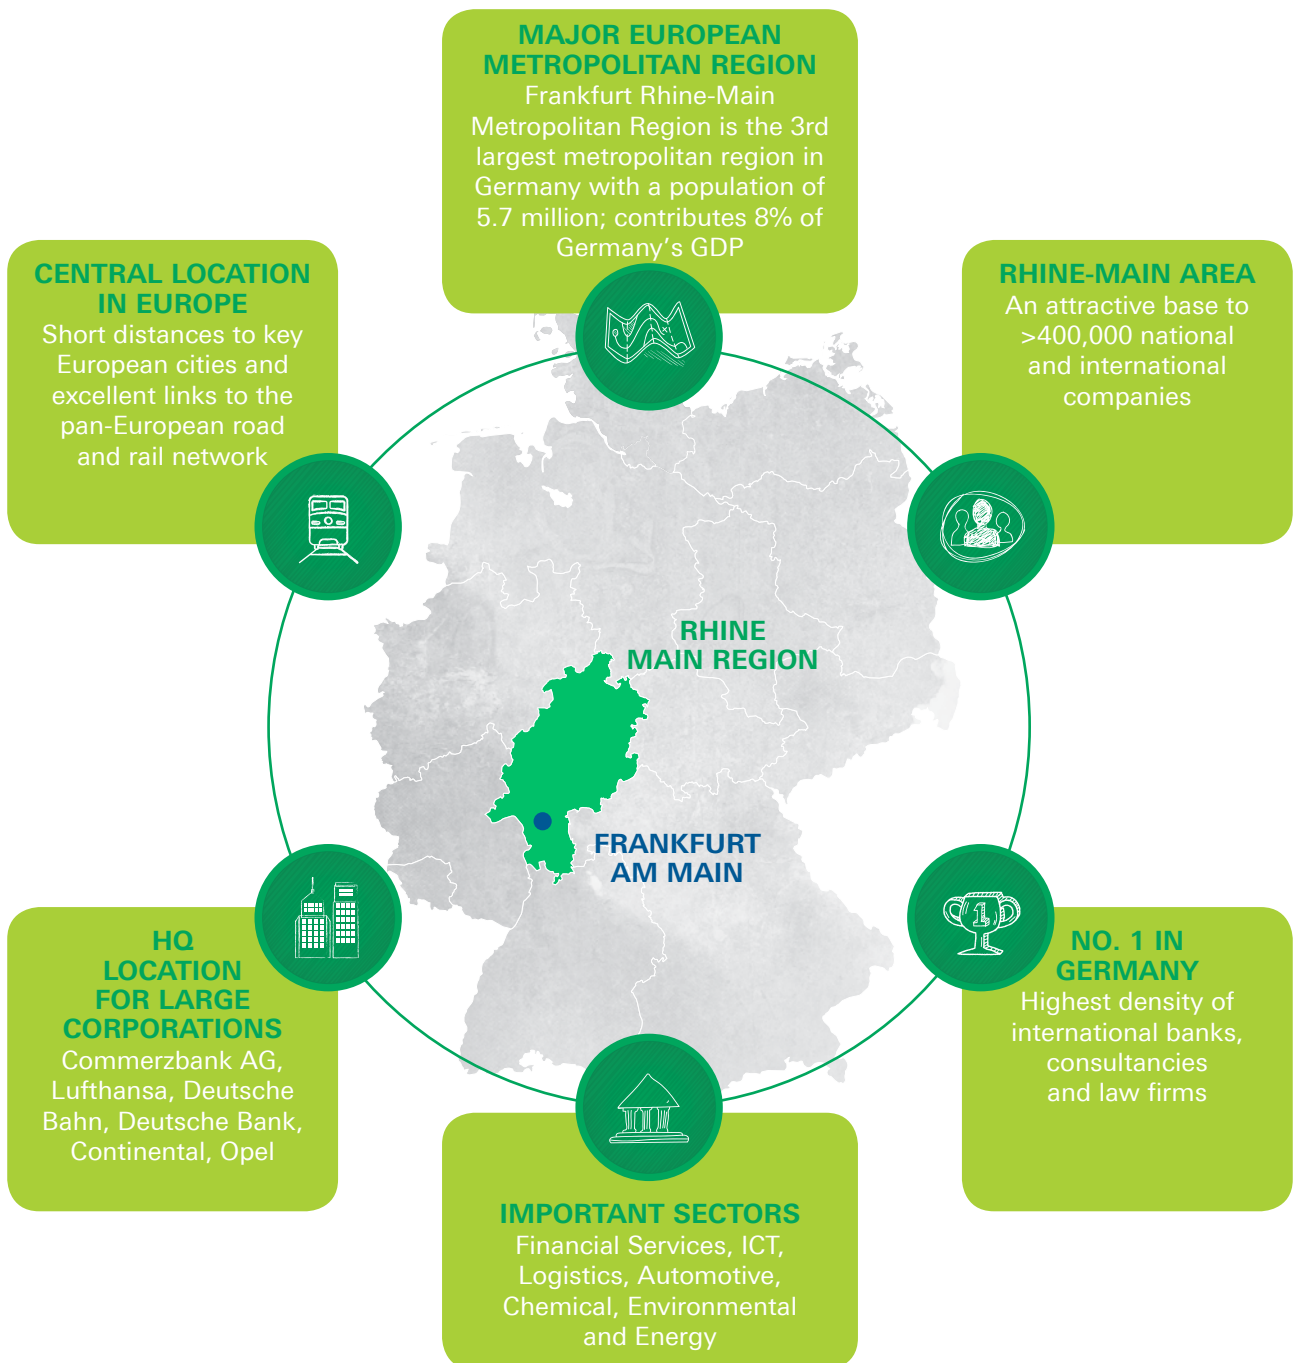 MAJOR EUROPEAN
METROPOLITAN REGION
Frankfurt Rhine-Main
Metropolitan Region is the 3rd
largest metropolitan region in
Germany with a population of
5.7 million; contributes 8% of
Germany's GDP
CENTRAL LOCATION
IN EUROPE
Short distances to key
European cities and
excellent links to the
pan-European road
and rail network
RHINE-MAIN AREA
An attractive base to
>400,000 national
and international
companies
RHINE
MAIN REGION
FRANKFURT
AM MAIN
HQ
LOCATION
FOR LARGE
CORPORATIONS
Commerzbank AG,
Lufthansa, Deutsche
Bahn, Deutsche Bank,
Continental, Opel
1
NO. 1 IN
GERMANY
Highest density of
international banks,
consultancies
and law firms
IMPORTANT SECTORS
Financial Services, ICT,
Logistics, Automotive,
Chemical, Environmental
and Energy